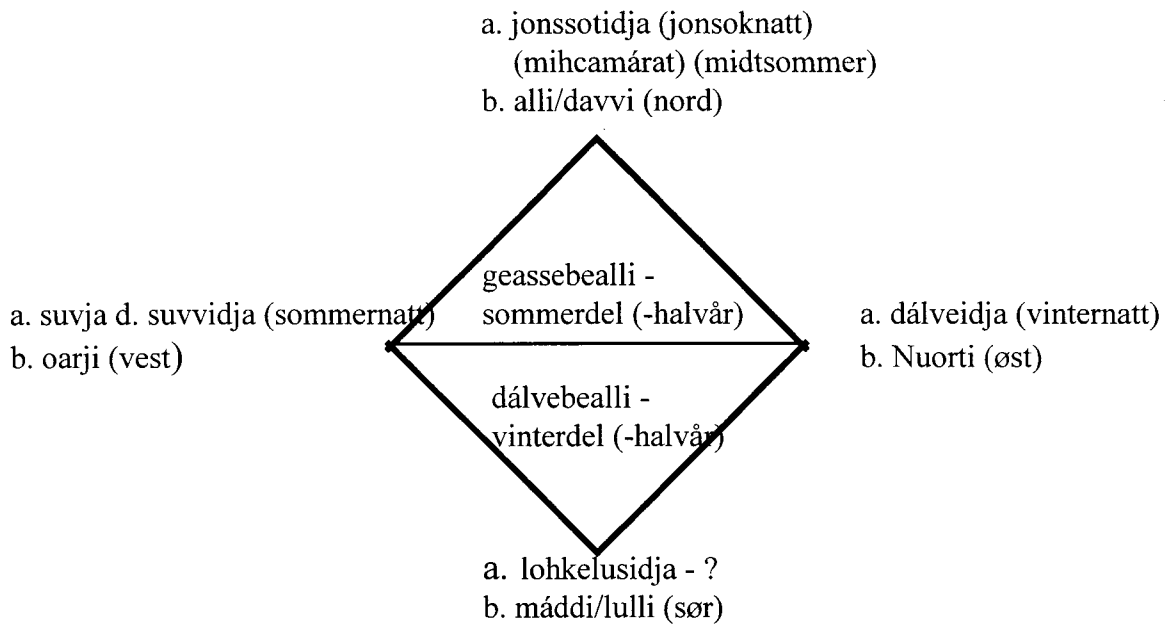 a. jonssotidja (jonsoknatt)
(mihcamárat) (midtsommer)
b. alli/davvi (nord)
geassebealli -
sommerdel (-halvår)
a. suvja d. suvvidja (sommernatt)
b. oarji (vest)
a. dálveidja (vinternatt)
b. Nuorti (øst)
dálvebealli -
vinterdel (-halvår)
a. lohkelusidja - ?
b. máddi/lulli (sør)